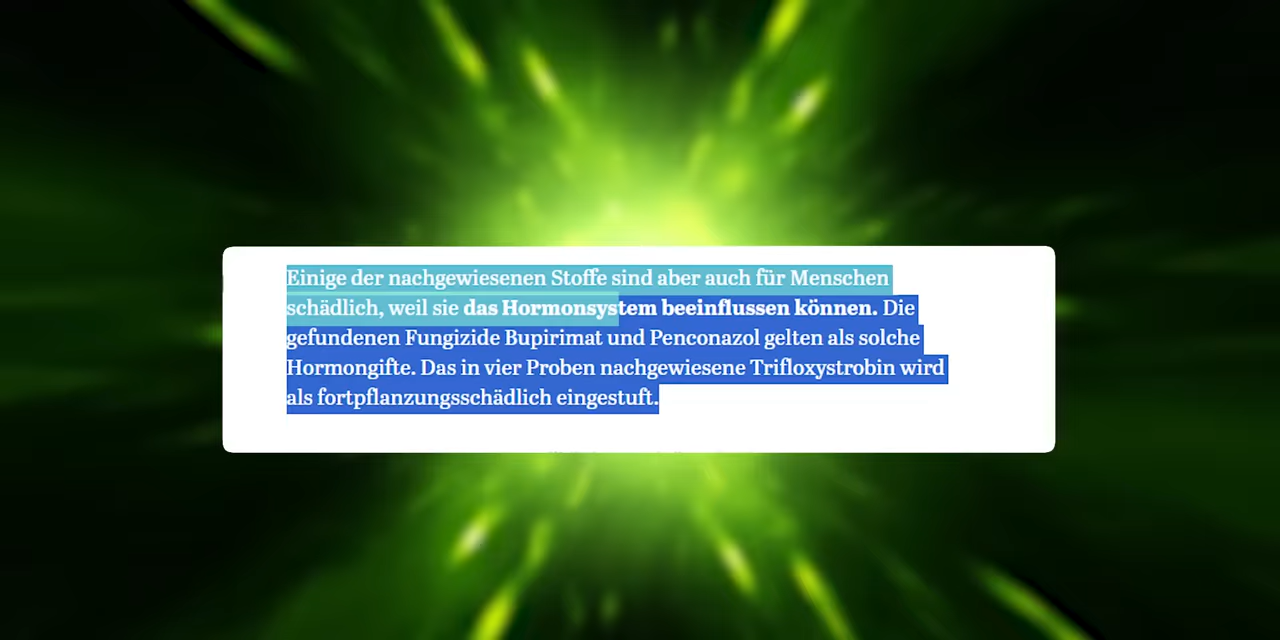 Einige der nachgewiesenen Stoffe sind aber auch für Menschen
schädlich, weil sie das Hormonsystem beeinflussen können. Die
gefundenen Fungizide Bupirimat und Penconazol gelten als solche
Hormongifte. Das in vier Proben nachgewiesene Trifloxystrobin wird
als fortpflanzungsschädlich eingestuft.